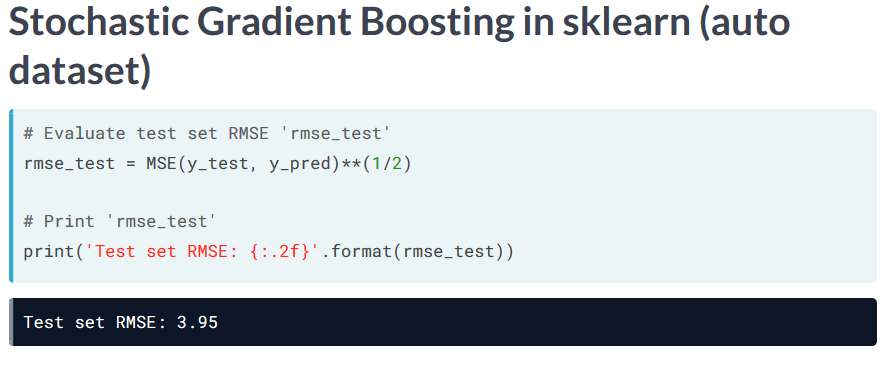 Stochastic Gradient Boosting in sklearn (auto
dataset)
# Evaluate test set RMSE 'rmse_test'
rmse_test = MSE(y_test, y_pred)**(1/2)
# Print 'rmse_test'
print('Test set RMSE: {:.2f}'.format(rmse_test))
Test set RMSE: 3.95